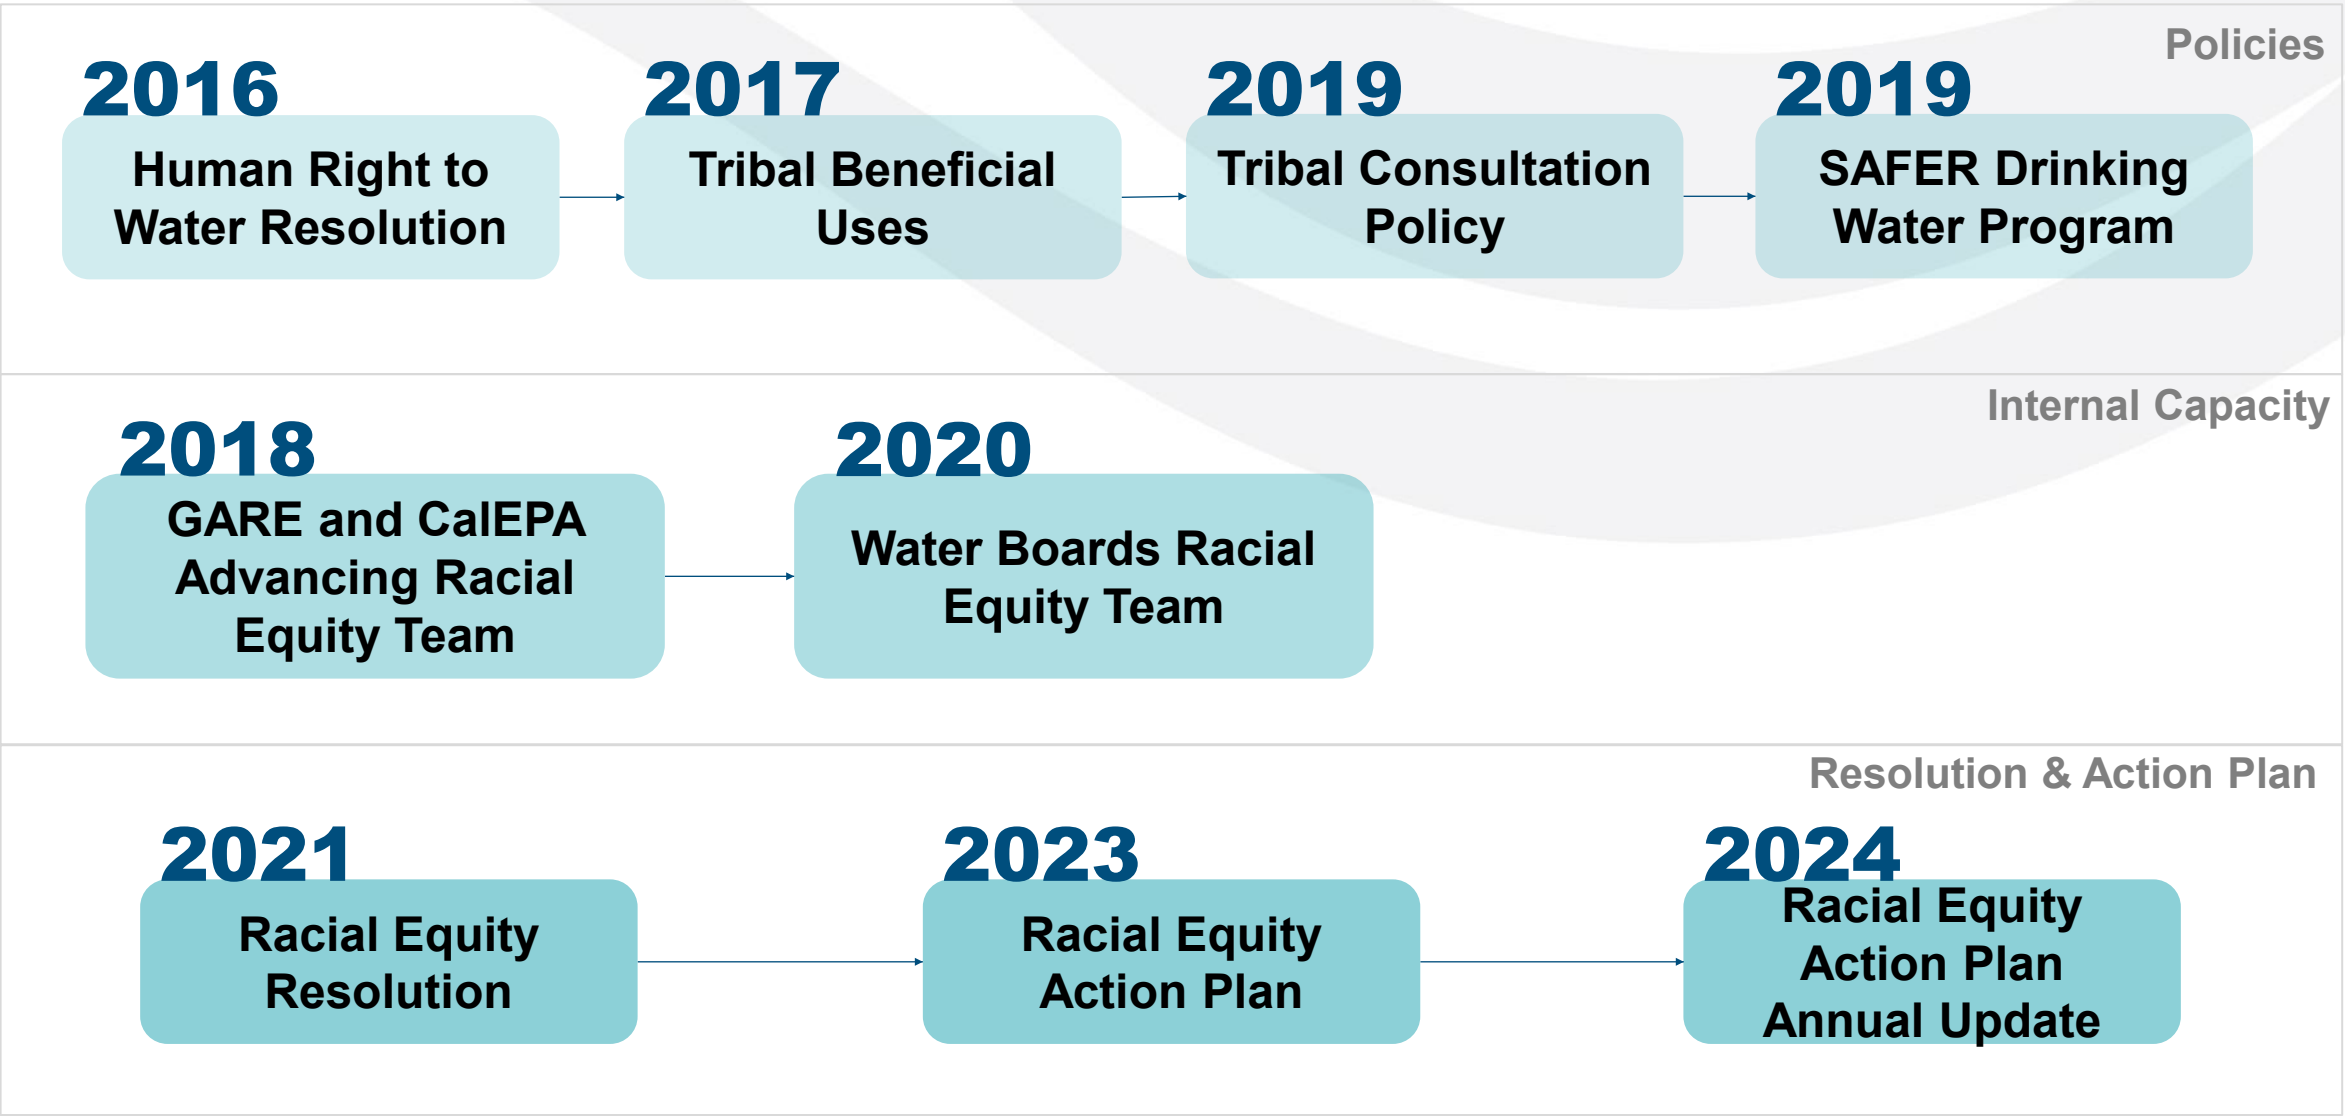 Policies
2016
Human Right to
Water Resolution
2017
Tribal Beneficial
Uses
2019
Tribal Consultation
Policy
2019
SAFER Drinking
Water Program
Internal Capacity
2018
GARE and CalEPA
Advancing Racial
Equity Team
2020
Water Boards Racial
Equity Team
Resolution & Action Plan
2021
Racial Equity
Resolution
2023
Racial Equity
Action Plan
2024
Racial Equity
Action Plan
Annual Update